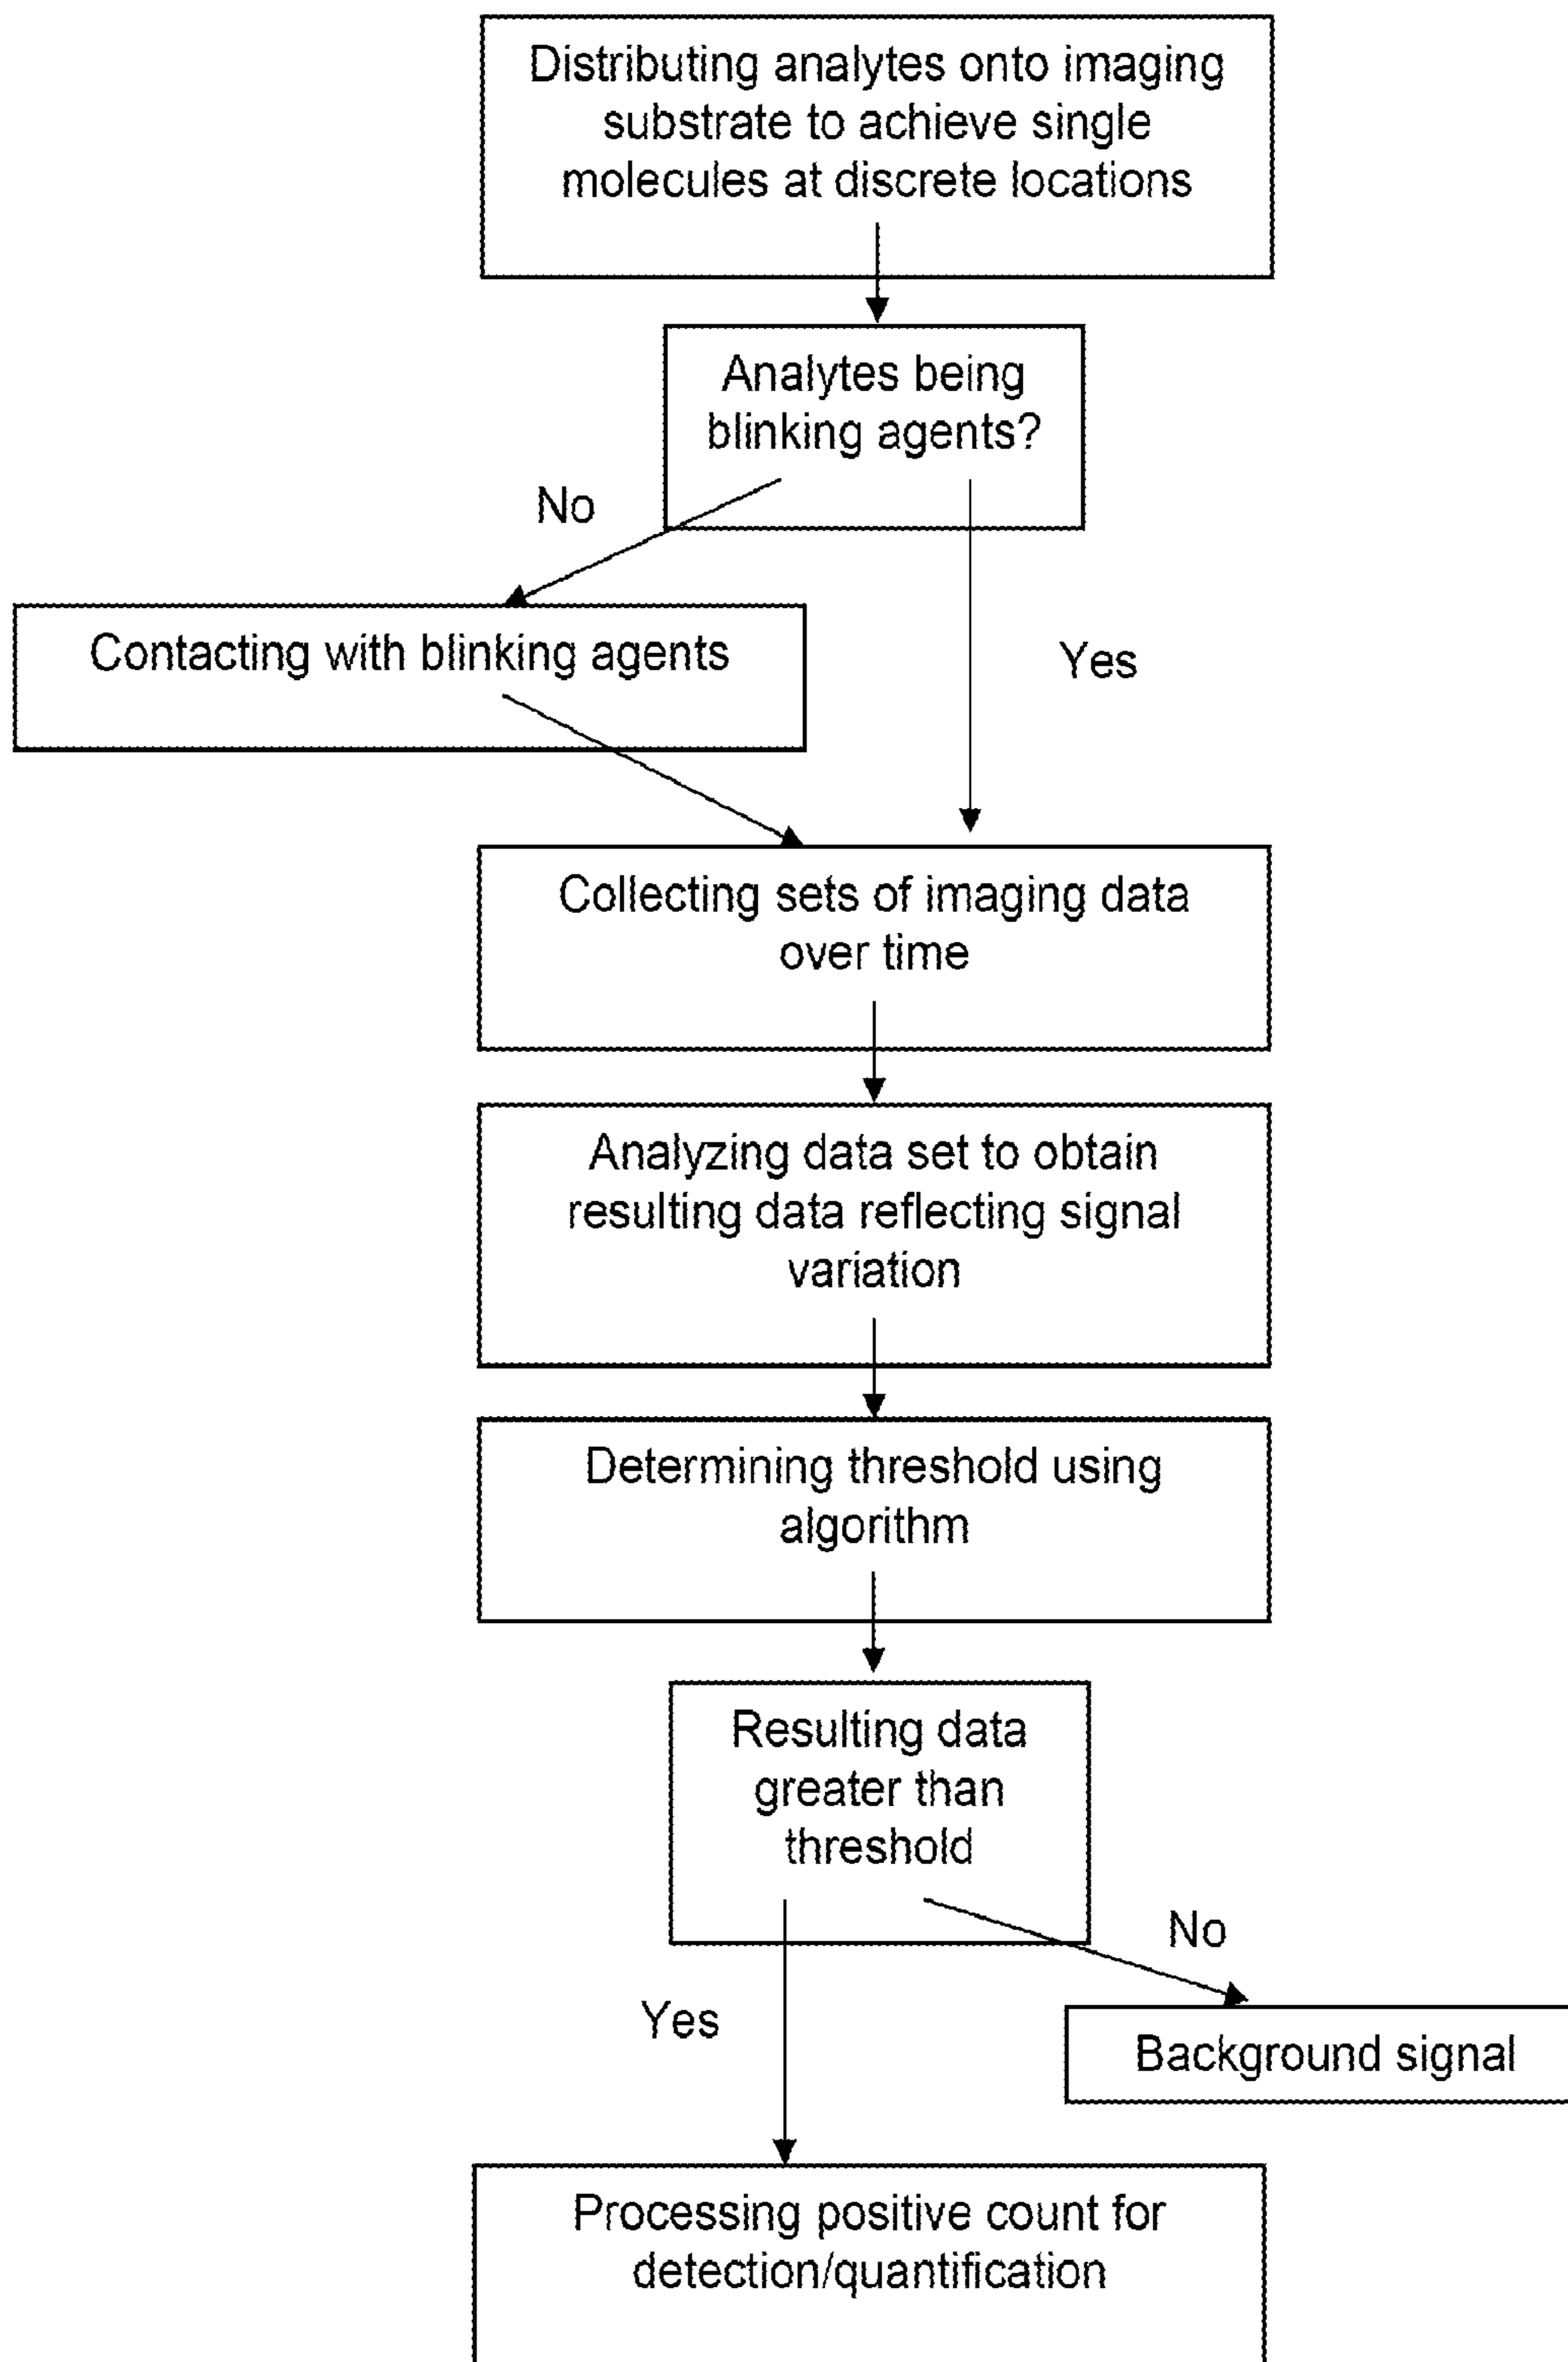 Distributing analytes onto imaging
substrate to achieve single
molecules at discrete locations
Analytes being
blinking agents?
No
Contacting with blinking agents
Yes
Collecting sets of imaging data
over time
Analyzing data set to obtain
resulting data reflecting signal
variation
Determining threshold using
algorithm
Resulting data
greater than
threshold
No
Yes
Background signal
Processing positive count for
detection/quantification